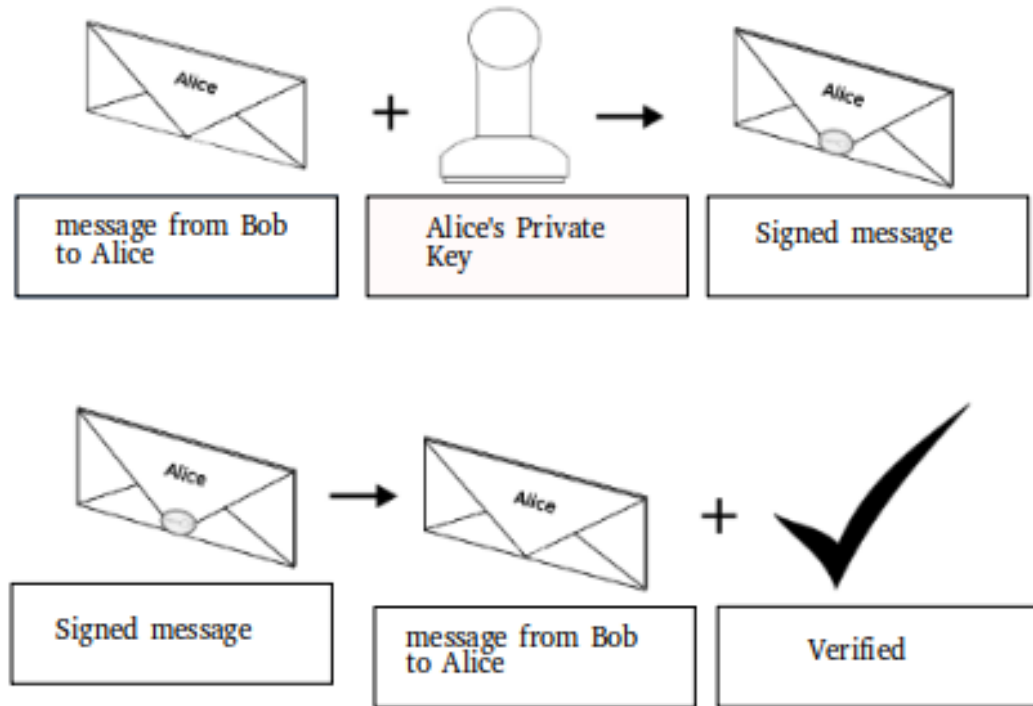 Alice
Alice
message from Bob
to Alice
Alice's Private
Key
Signed message
Alice
Alice
Signed message
message from Bob
to Alice
Verified